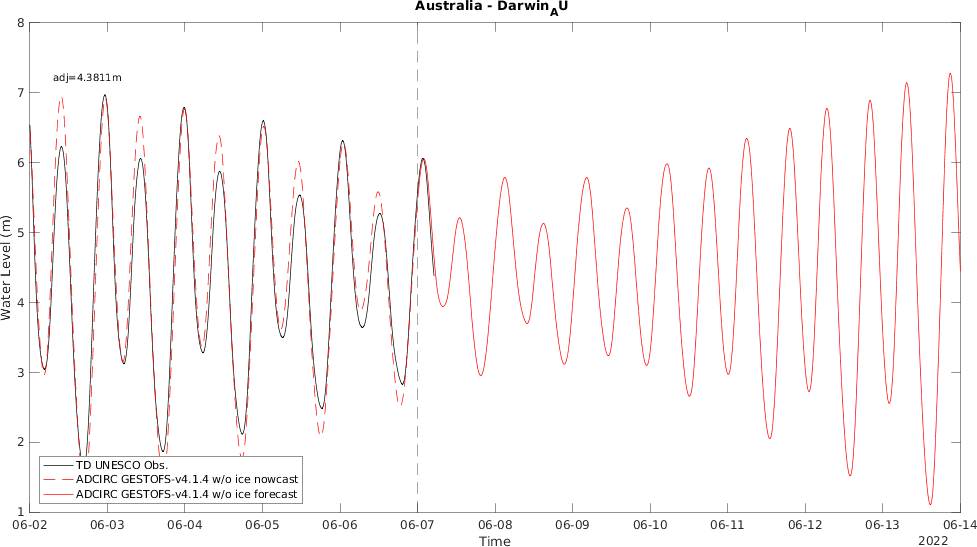 Australia - Darwin_AU
adj=4.3811m
8
7
6
5
4
3
2
1
Water Level (m)
TD UNESCO Obs.
ADCIRC GESTOFS-v4.1.4 w/o ice nowcast
ADCIRC GESTOFS-v4.1.4 w/o ice forecast
06-02 06-03 06-04 06-05 06-06 06-07 06-08 06-09 06-10 06-11 06-12 06-13 06-14
Time
2022